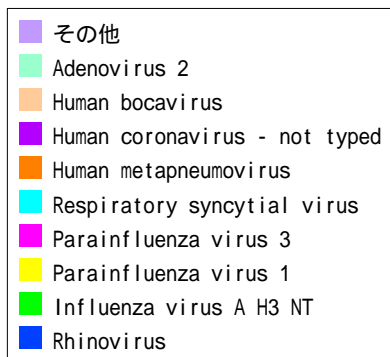 その他
Adenovirus 2
Human bocavirus
Human coronavirus - not typed
Human metapneumovirus
Respiratory syncytial virus
Parainfluenza virus 3
Parainfluenza virus 1
Influenza virus A H3 NT
Rhinovirus